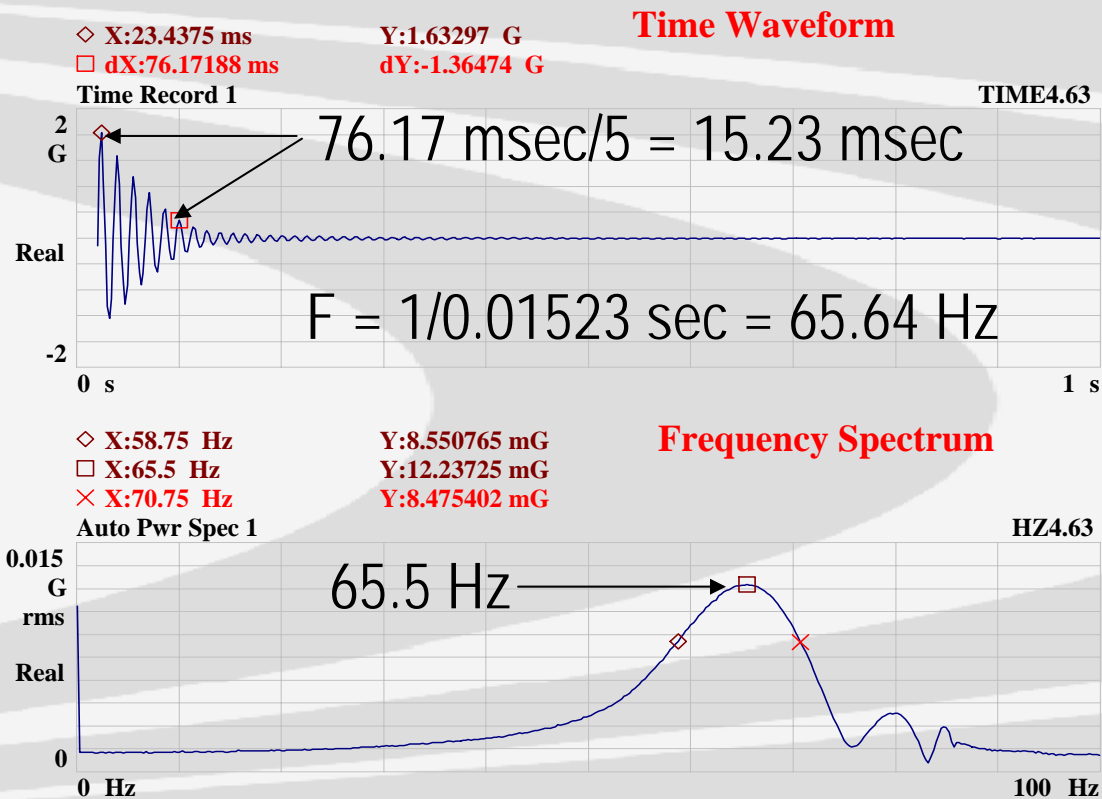 Time Waveform
◇ X:23.4375 ms Y:1.63297 G
□ dX:76.17188 ms dY:-1.36474 G
Time Record 1 TIME4.63
2
G
76.17 msec/5 = 15.23 msec
Real
F = 1/0.01523 sec = 65.64 Hz
-2
0 s 1 s
Frequency Spectrum
◇ X:58.75 Hz Y:8.550765 mG
□ X:65.5 Hz Y:12.23725 mG
× X:70.75 Hz Y:8.475402 mG
Auto Pwr Spec 1 HZ4.63
0.015
G
rms
65.5 Hz
Real
0
0 Hz 100 Hz